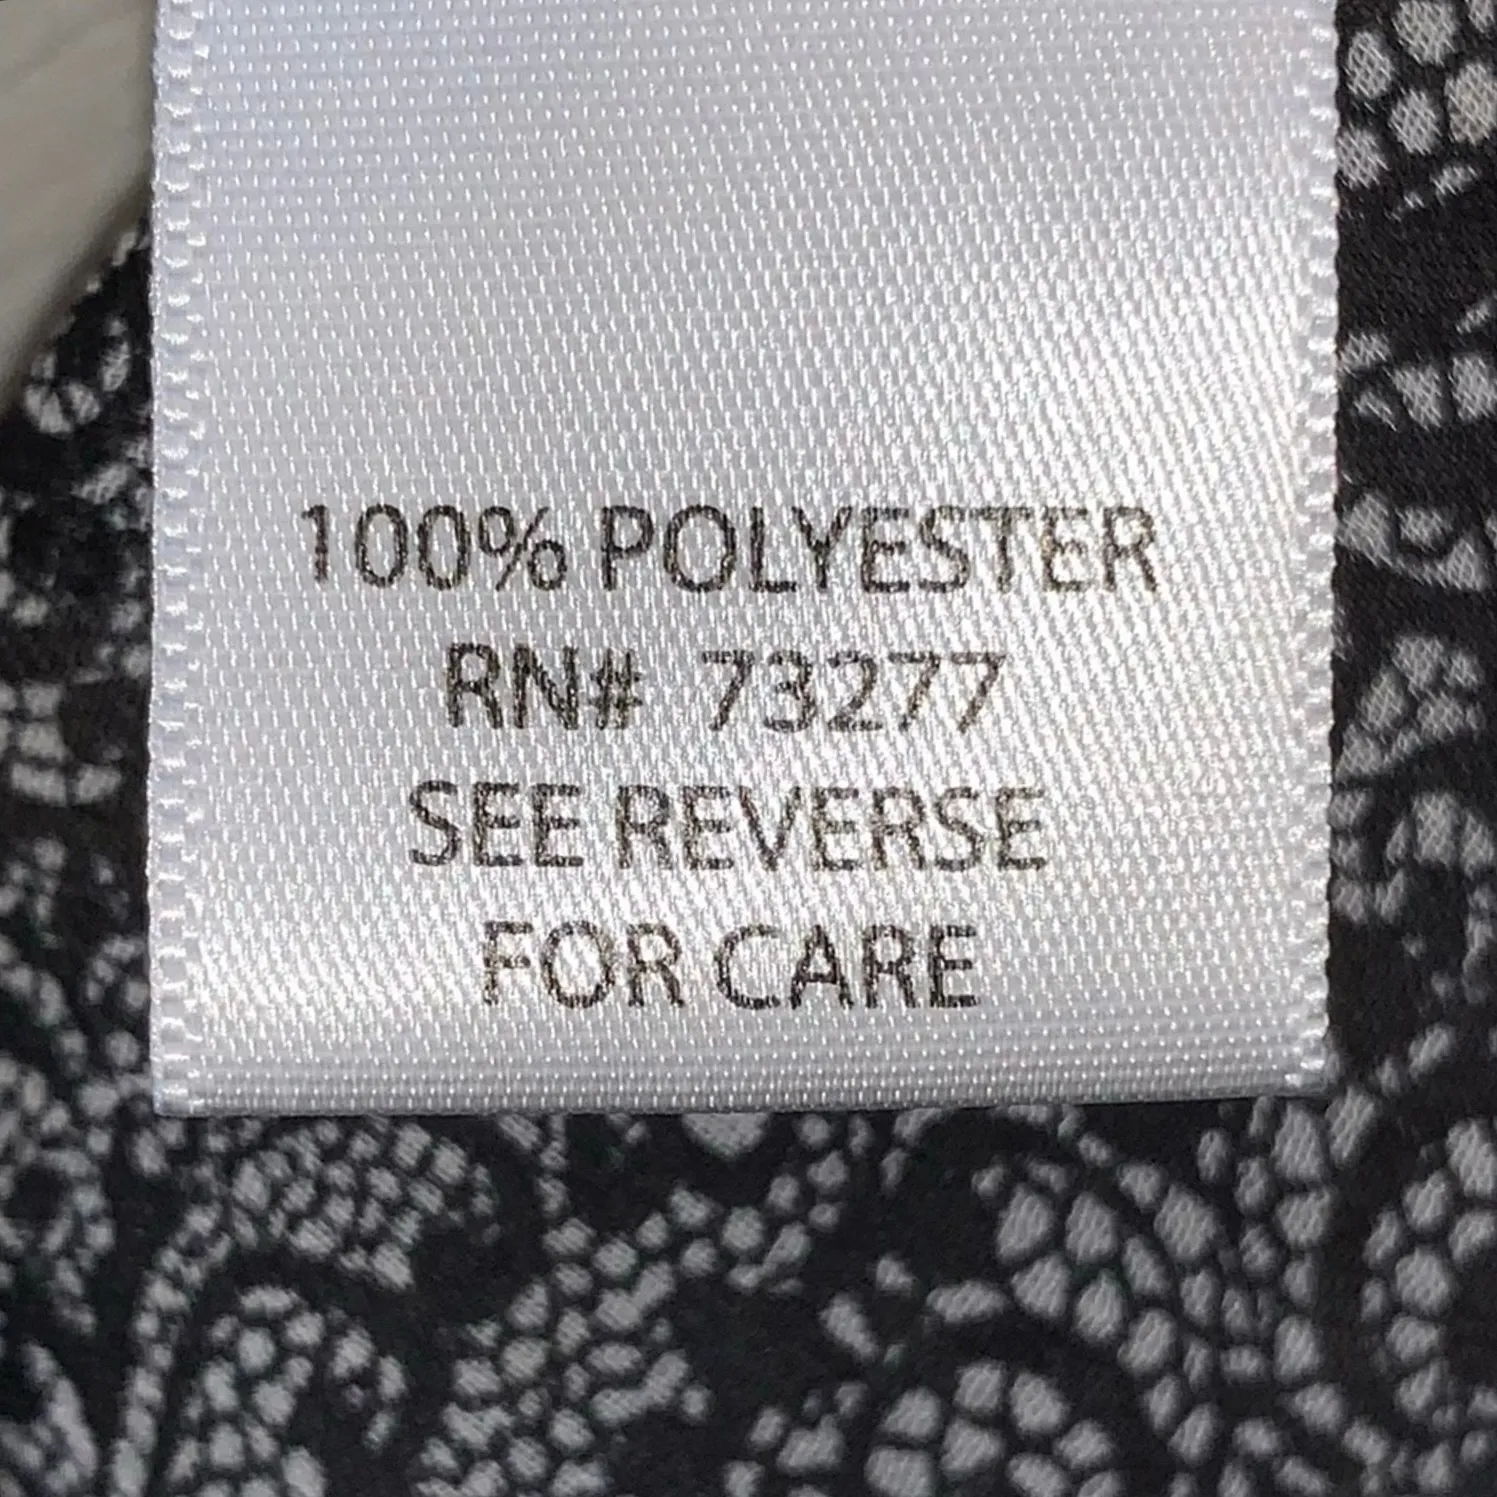 100% POLYESTER
RN# 73277
SEE REVERSE
FOR CARE